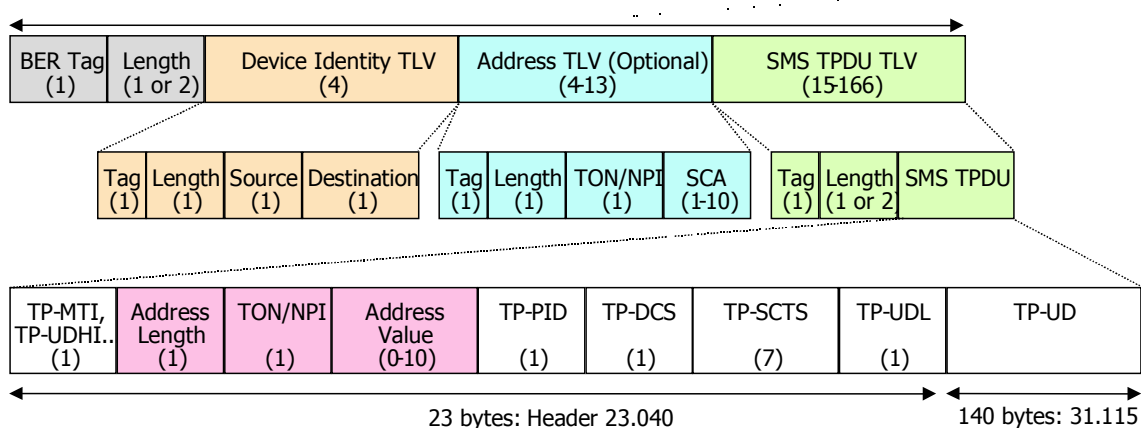 BER Tag Length Device Identity TLV Address TLV (Optional) SMS TPDU TLV
(1) (1 or 2) (4) (4-13) (15-166)
Tag Length Source Destination Tag Length TON/NPI SCA Tag Length SMS TPDU
(1) (1) (1) (1) (1) (1) (1) (1-10) (1) (1 or 2)
TP-MTI, Address TON/NPI Address TP-PID TP-DCS TP-SCTS TP-UDL TP-UD
TP-UDHI.. Length Value
(1) (1) (1) (0-10) (1) (1) (7) (1)
23 bytes: Header 23.040 140 bytes: 31.115